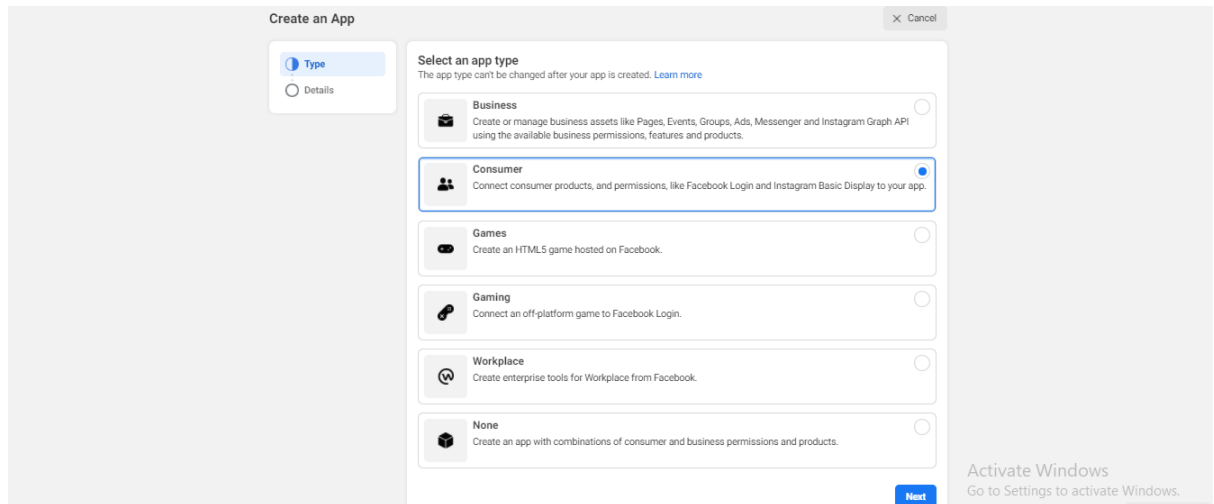 Create an App
Cancel
Type
Details
Select an app type
The app type can't be changed after your app is created. Learn more
Business
Create or manage business assets like Pages, Events, Groups, Ads, Messenger and Instagram Graph API
using the available business permissions, features and products.
Consumer
Connect consumer products, and permissions, like Facebook Login and Instagram Basic Display to your app.
Games
Create an HTML5 game hosted on Facebook.
Gaming
Connect an off-platform game to Facebook Login.
Workplace
Create enterprise tools for Workplace from Facebook.
None
Create an app with combinations of consumer and business permissions and products.
Next
Activate Windows
Go to Settings to activate Windows.